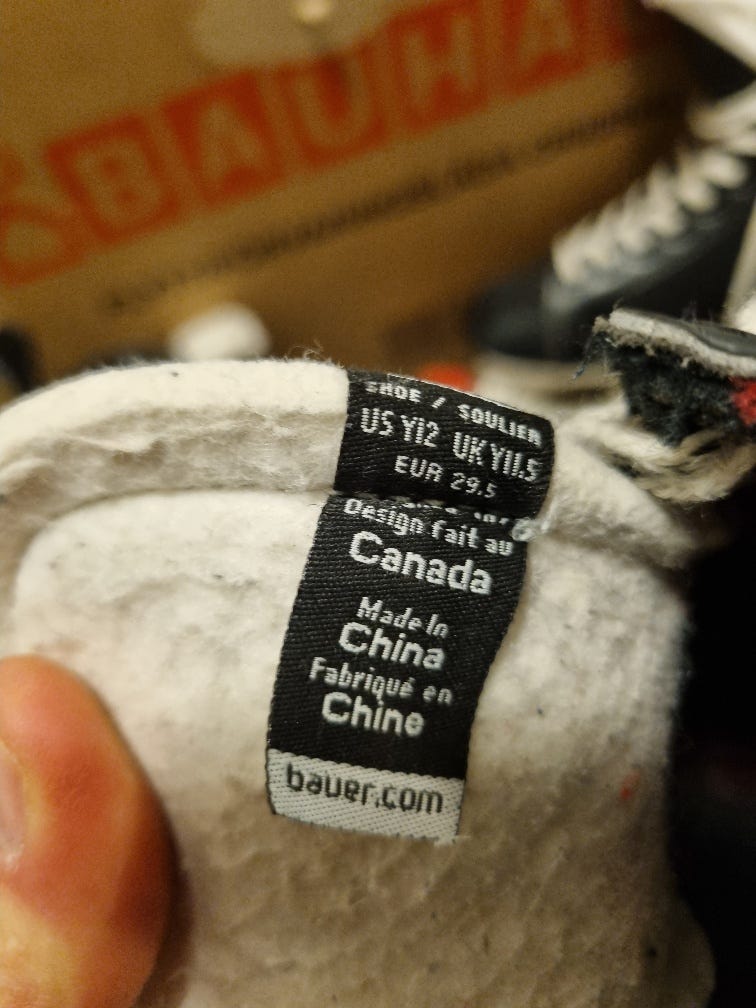 BAUHA
SHOE / SOULIER
US Y12 UK Y11.5
EUR 29.5
Design fait au
Canada
Made In
China
Fabriqué en
Chine
bauer.com